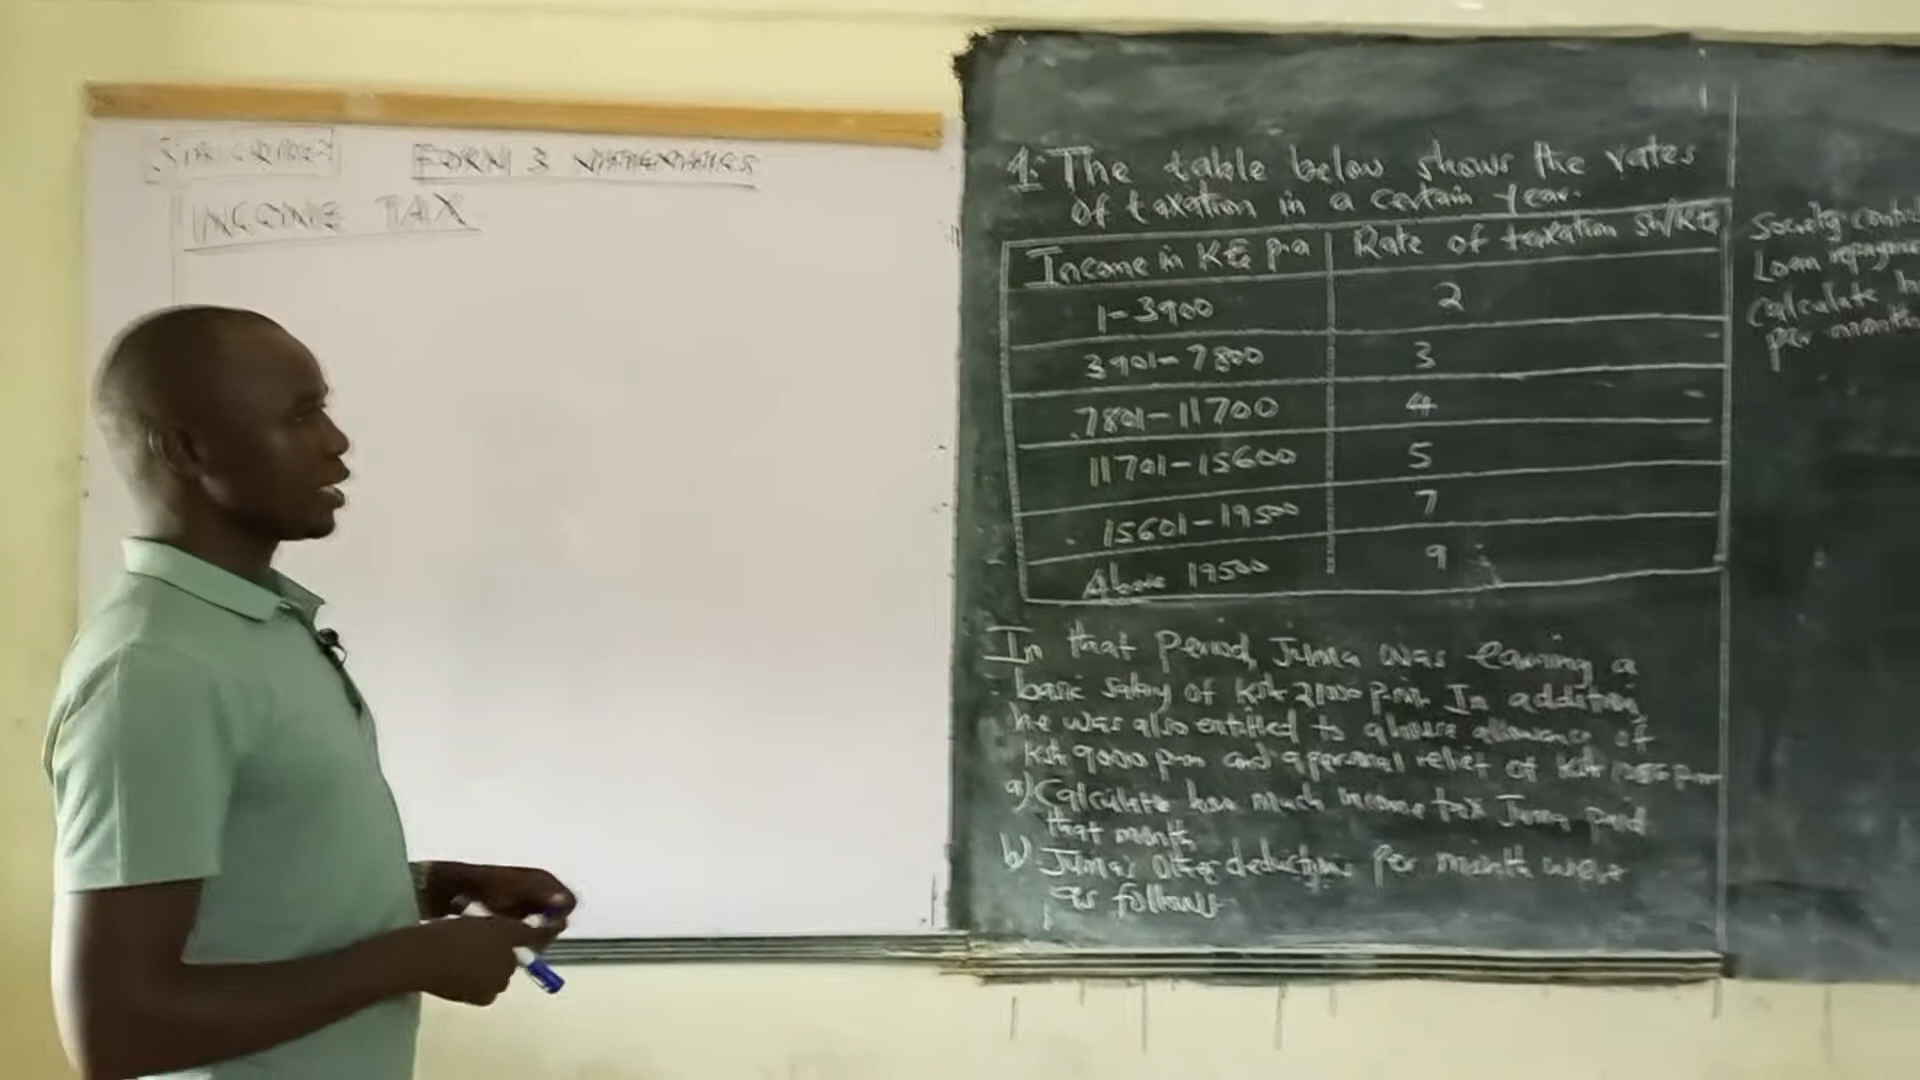 FORM 3 MATHEMATICS
INCOME TAX
1. The table below shows the rates
of taxation in a certain year.
Income in K£ p.a Rate of taxation sh/K£
1-3900 2
3901-7800 3
7801-11700 4
11701-15600 5
15601-19500 7
Above 19500 9
In that Period, Juma was earning a
basic salary of Ksh 21000 p.m. In addition,
he was also entitled to a house allowance of
Ksh 9000 p.m and a personal relief of Ksh p.m
a) Calculate how much income tax Juma paid
that month
b) Juma's other deductions per month were
as follows
Society
Loan
Calculate
per month